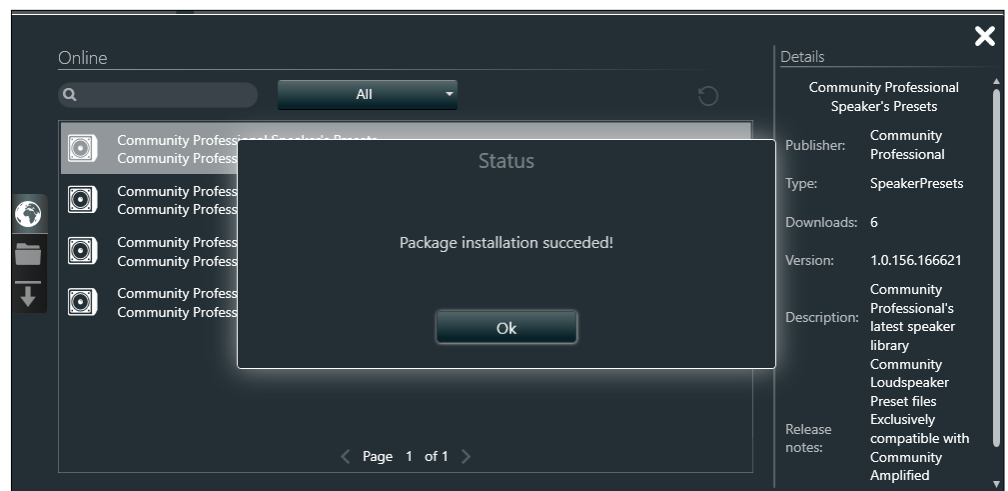 Online
All
Community Professional Speaker's Presets
Community Profess
Community Profess
Community Profess
Community Profess
Community Profess
Community Profess
Community Profess
Page 1 of 1
Status
Package installation succeded!
Ok
Details
Community Professional
Speaker's Presets
Publisher: Community
Professional
Type: SpeakerPresets
Downloads: 6
Version: 1.0.156.166621
Description: Community
Professional's
latest speaker
library
Release notes: Community
Loudspeaker
Preset files
Exclusively
compatible with
Community
Amplified